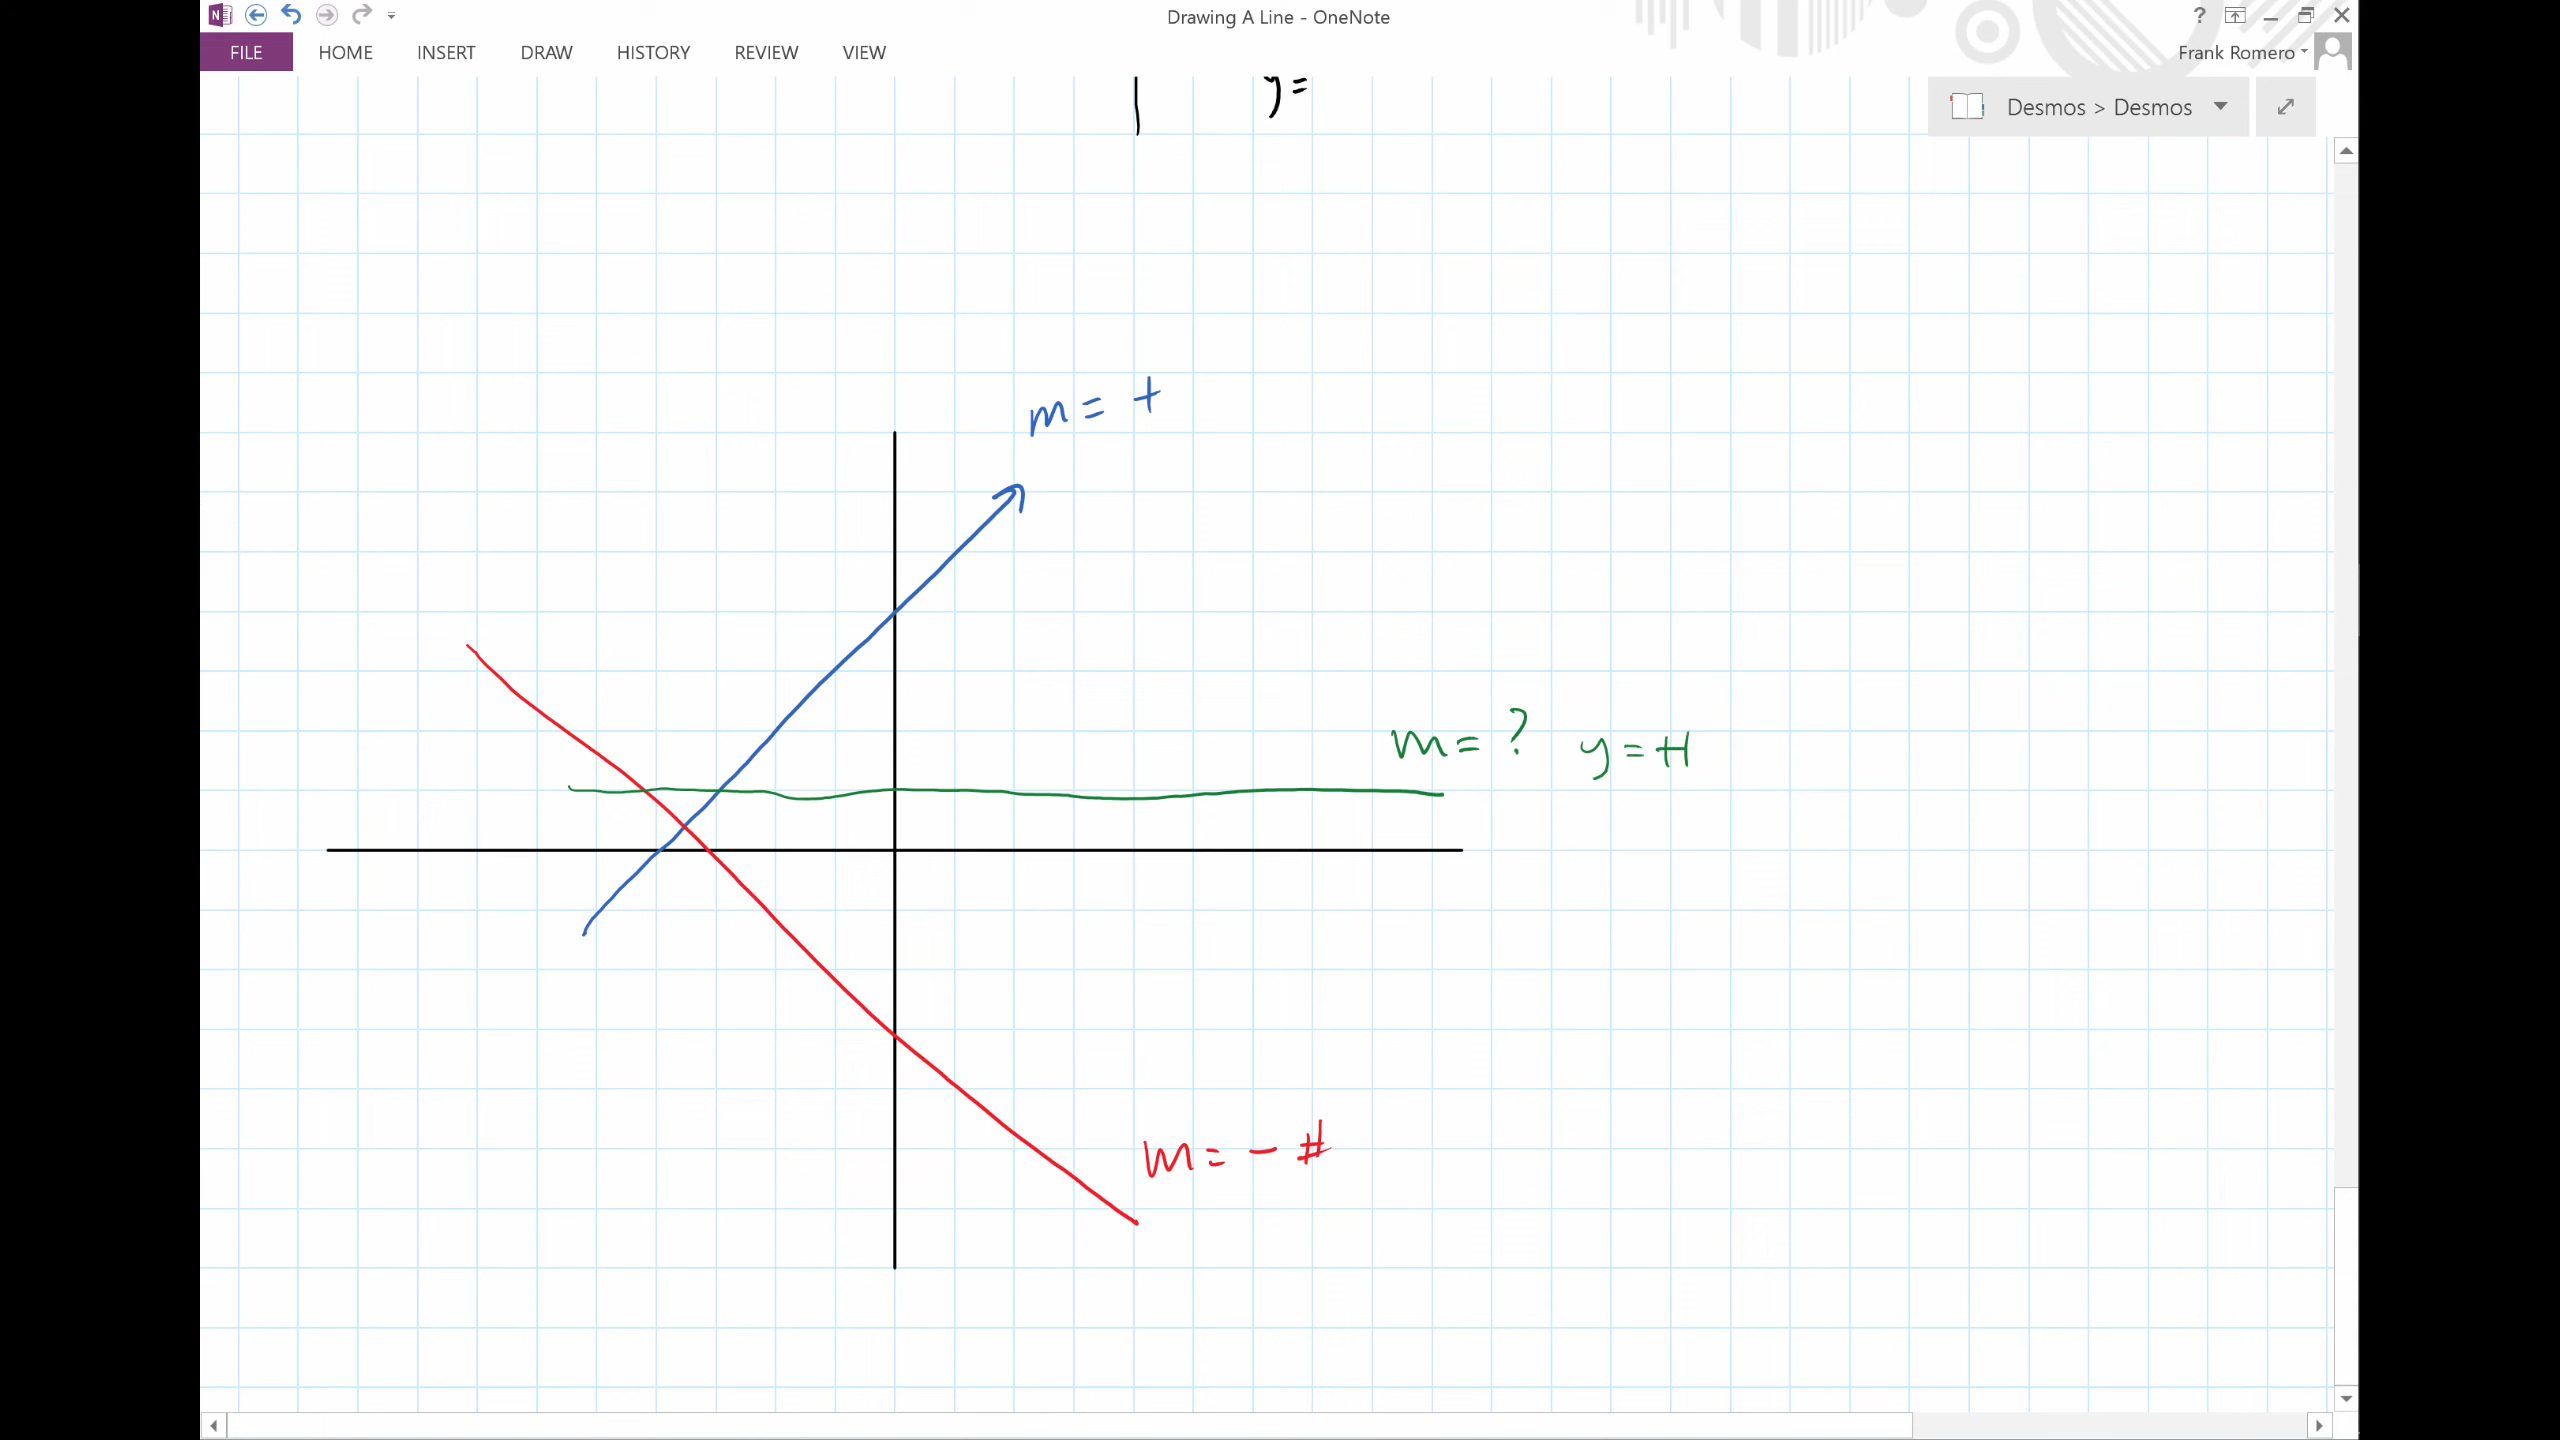 Drawing A Line - OneNote
?
FILE HOME INSERT DRAW HISTORY REVIEW VIEW
Frank Romero
y=
Desmos > Desmos
m = +
m = ? y =
m = - #